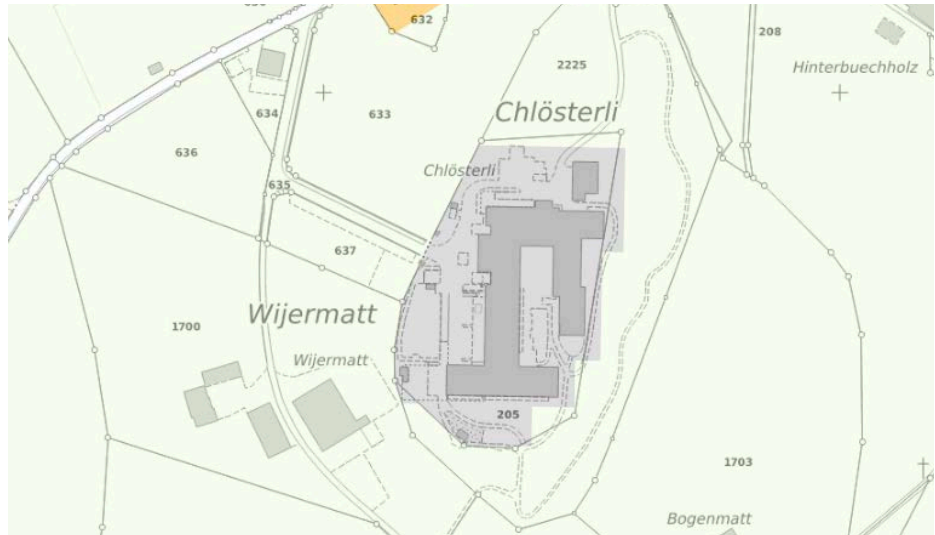 632
208
2225
Hinterbuechholz
634
633
Chlösterli
636
Chlösterli
635
637
Wijermatt
1700
Wijermatt
205
1703
Bogenmatt